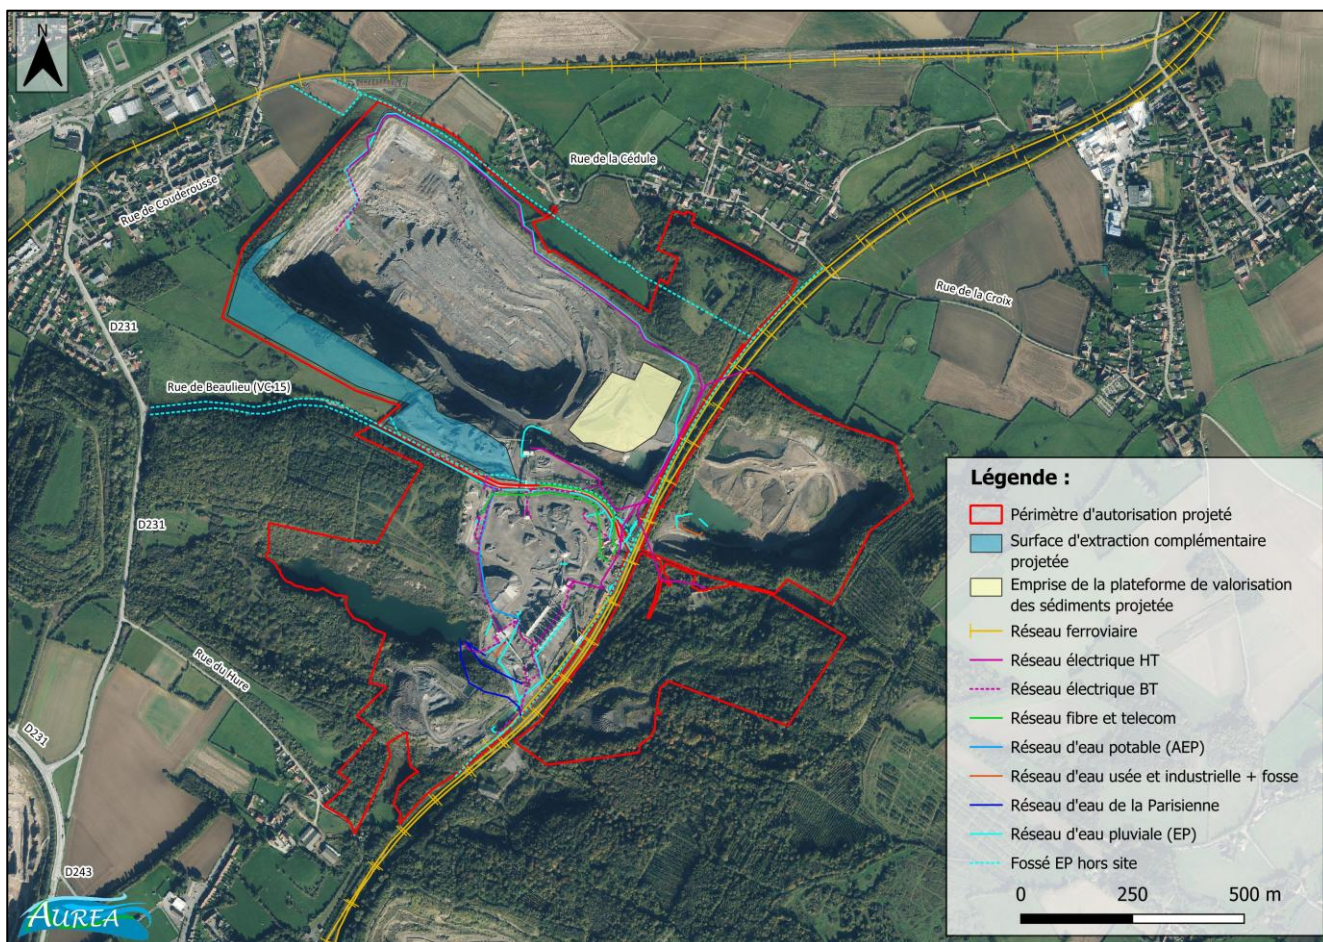 N
Rue de la Cédule
Rue de Couderousse
Rue de la Croix
D231
Rue de Beaulieu (VC 15)
D231
Rue du Hure
D231
D243
AUREA
Légende :
Périmètre d'autorisation projeté
Surface d'extraction complémentaire
projetée
Emprise de la plateforme de valorisation
des sédiments projetée
Réseau ferroviaire
Réseau électrique HT
Réseau électrique BT
Réseau fibre et telecom
Réseau d'eau potable (AEP)
Réseau d'eau usée et industrielle + fosse
Réseau d'eau de la Parisienne
Réseau d'eau pluviale (EP)
Fossé EP hors site
0 250 500 m